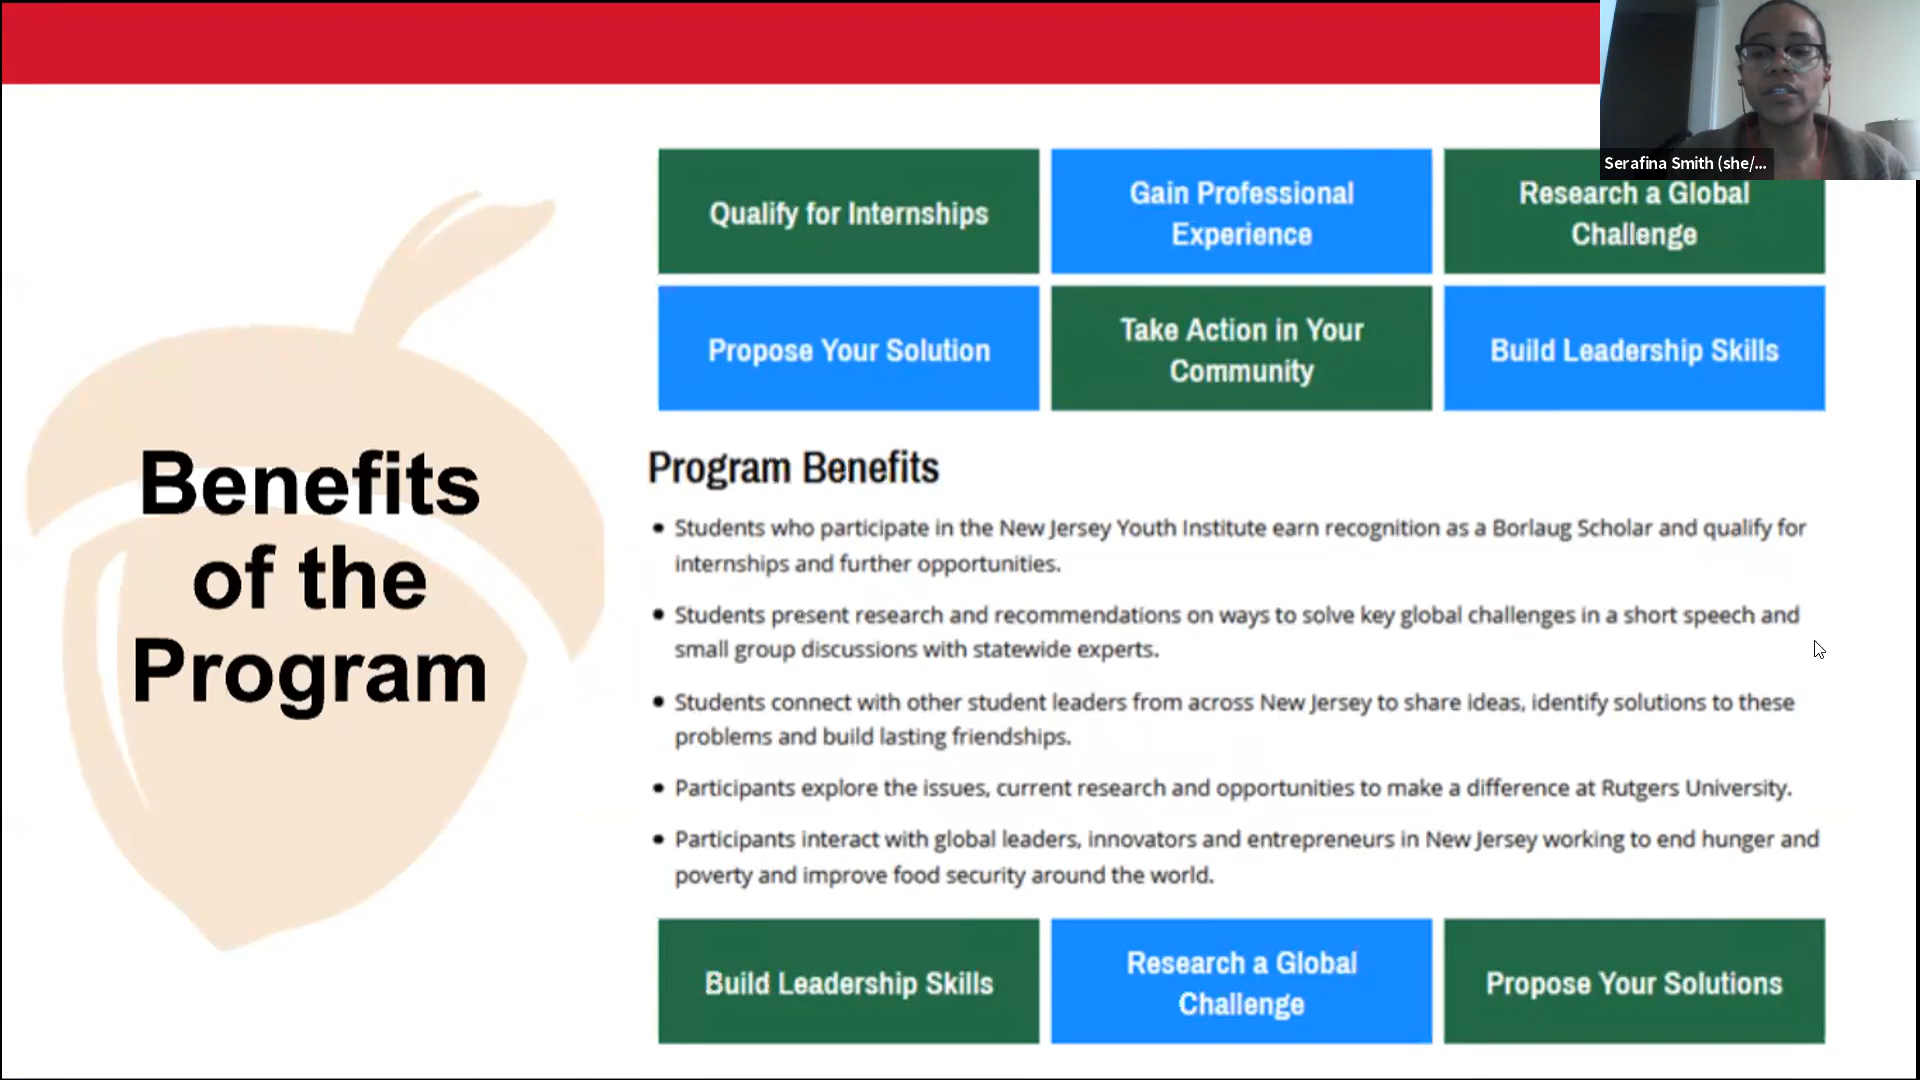 Serafina Smith (she/...
Qualify for Internships
Gain Professional
Experience
Research a Global
Challenge
Propose Your Solution
Take Action in Your
Community
Build Leadership Skills
Benefits
of the
Program
Program Benefits
• Students who participate in the New Jersey Youth Institute earn recognition as a Borlaug Scholar and qualify for
internships and further opportunities.
• Students present research and recommendations on ways to solve key global challenges in a short speech and
small group discussions with statewide experts.
• Students connect with other student leaders from across New Jersey to share ideas, identify solutions to these
problems and build lasting friendships.
• Participants explore the issues, current research and opportunities to make a difference at Rutgers University.
• Participants interact with global leaders, innovators and entrepreneurs in New Jersey working to end hunger and
poverty and improve food security around the world.
Build Leadership Skills
Research a Global
Challenge
Propose Your Solutions